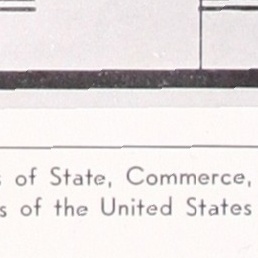 of State, Commerce,
of the United States